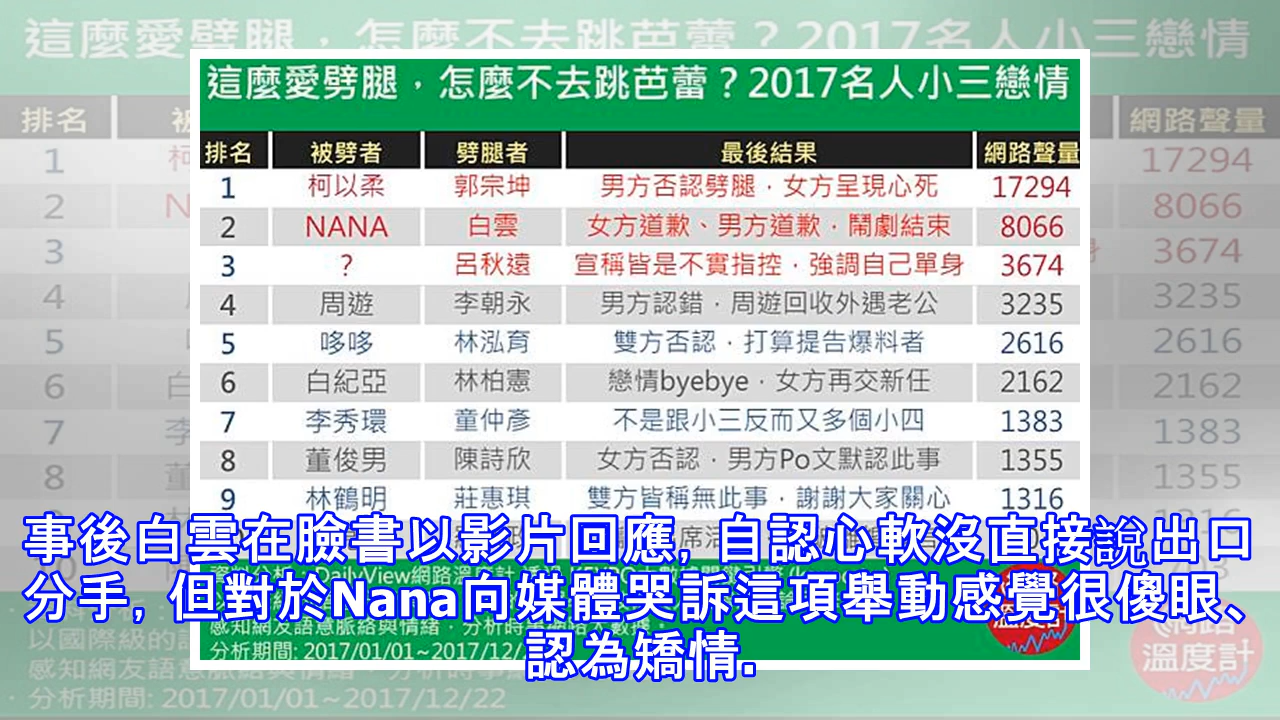 這麼愛劈腿，怎麼不去跳芭蕾？2017名人小三戀情
排名 被劈者 劈腿者 最後結果 網路聲量
1 柯以柔 郭宗坤 男方否認劈腿，女方呈現心死 17294
2 NANA 白雲 女方道歉、男方道歉，鬧劇結束 8066
3 ? 呂秋遠 宣稱皆是不實指控，強調自己單身 3674
4 周遊 李朝永 男方認錯，周遊回收外遇老公 3235
5 哆哆 林泓育 雙方否認，打算提告爆料者 2616
6 白紀亞 林柏憲 戀情byebye，女方再交新任 2162
7 李秀環 童仲彥 不是跟小三反而又多個小四 1383
8 董俊男 陳詩欣 女方否認，男方Po文默認此事 1355
9 林鶴明 莊惠琪 雙方皆稱無此事，謝謝大家關心 1316
事後白雲在臉書以影片回應, 自認心軟沒直接說出口
分手, 但對於Nana向媒體哭訴這項舉動感覺很傻眼、
認為矯情.
感知網友語意脈絡與情緒，分析時事網路大數據。
分析期間: 2017/01/01~2017/12/22